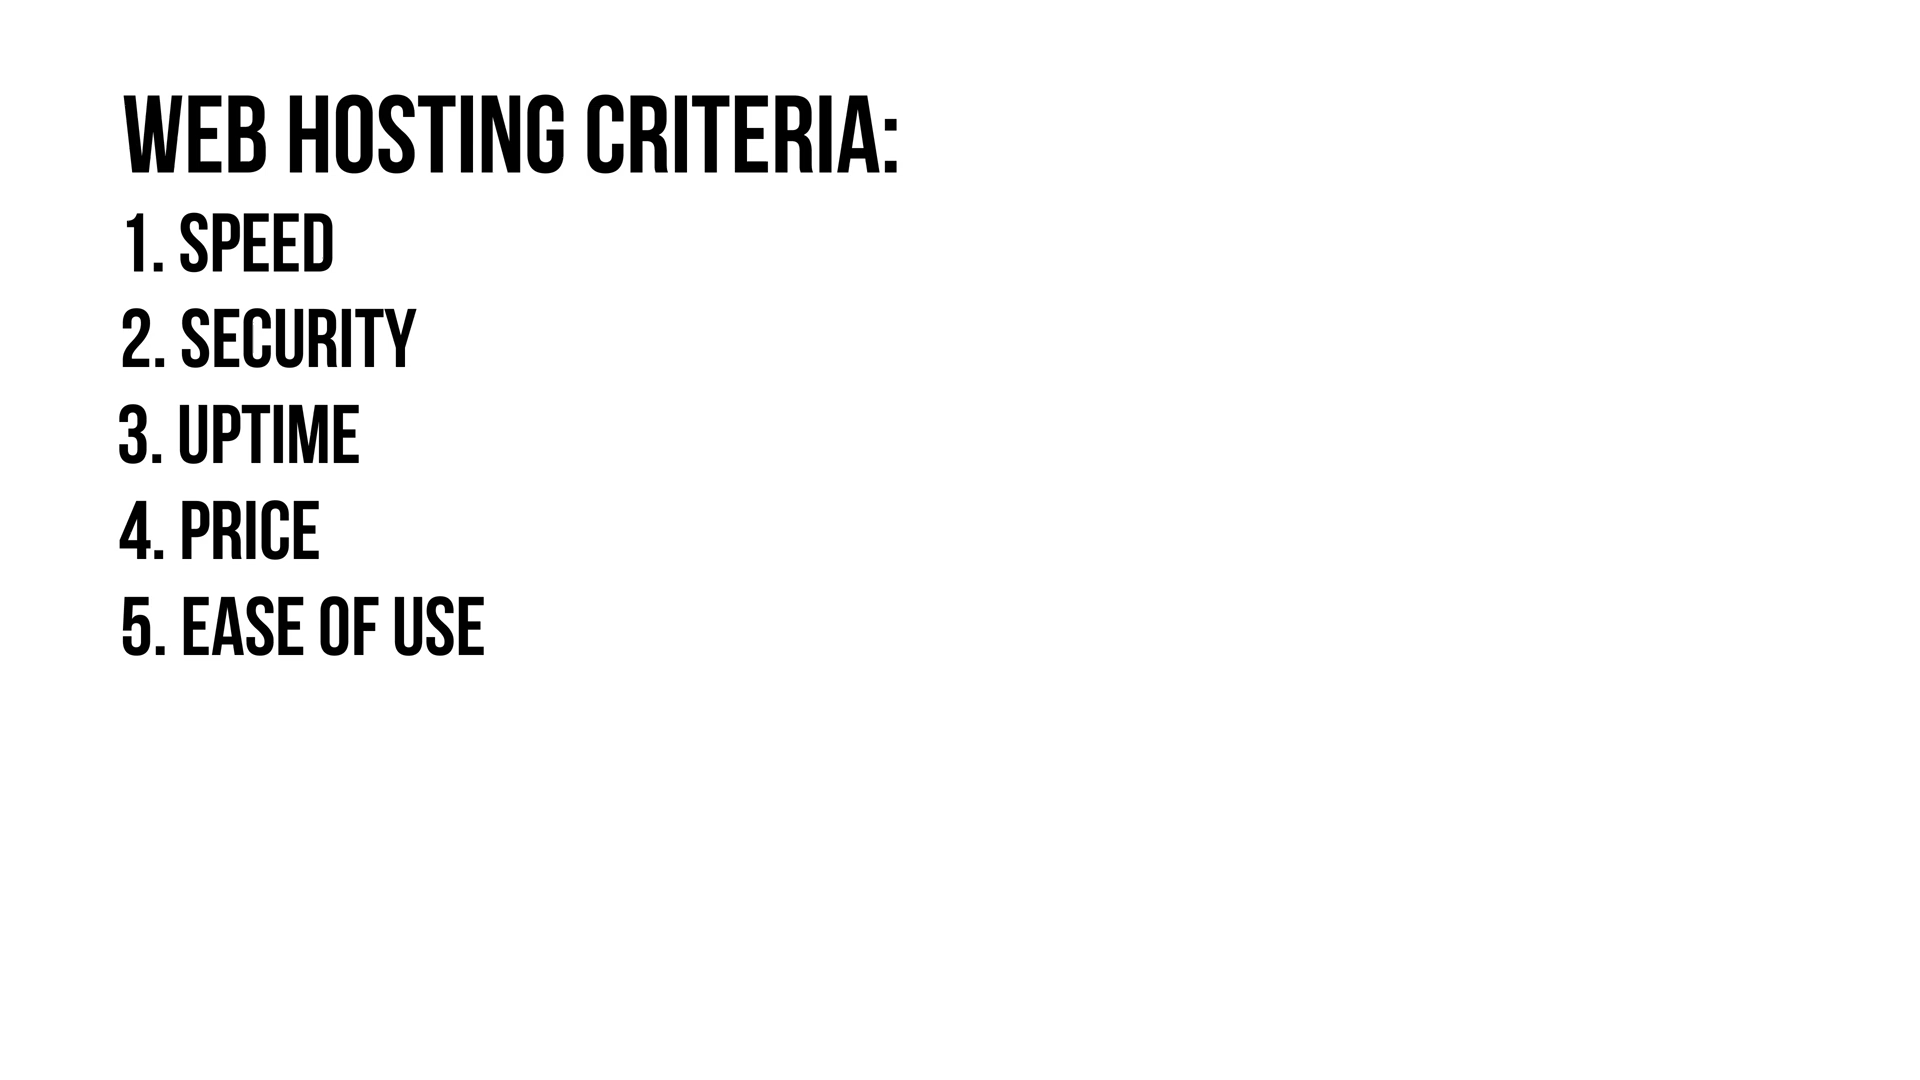 WEB HOSTING CRITERIA:
1. SPEED
2. SECURITY
3. UPTIME
4. PRICE
5. EASE OF USE